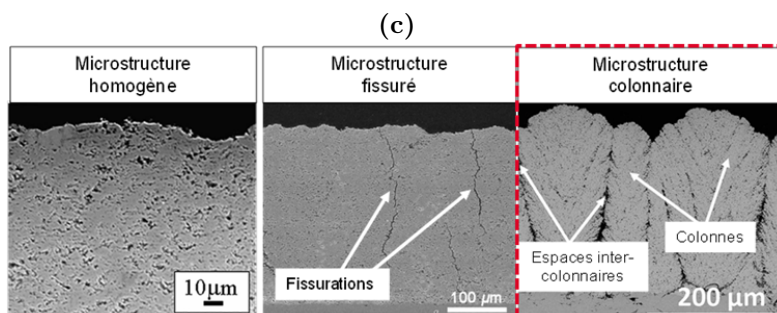 (c)
Microstructure
homogène
Microstructure
fissuré
Microstructure
colonnaire
10µm
Fissurations
100 µm
Espaces inter-
colonnaires
Colonnes
200 µm